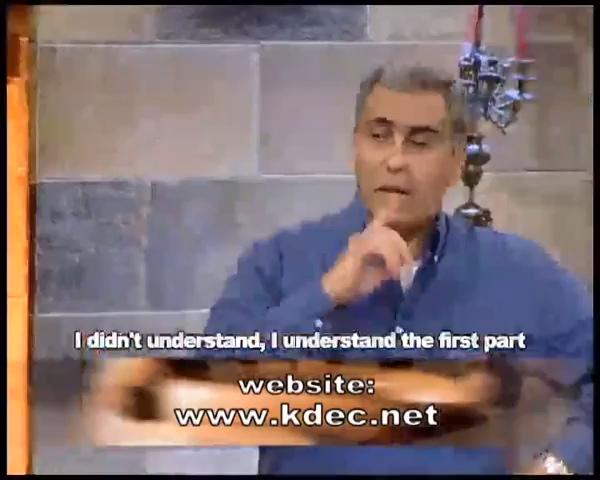 I didn't understand, I understand the first part
website:
www.kdec.net